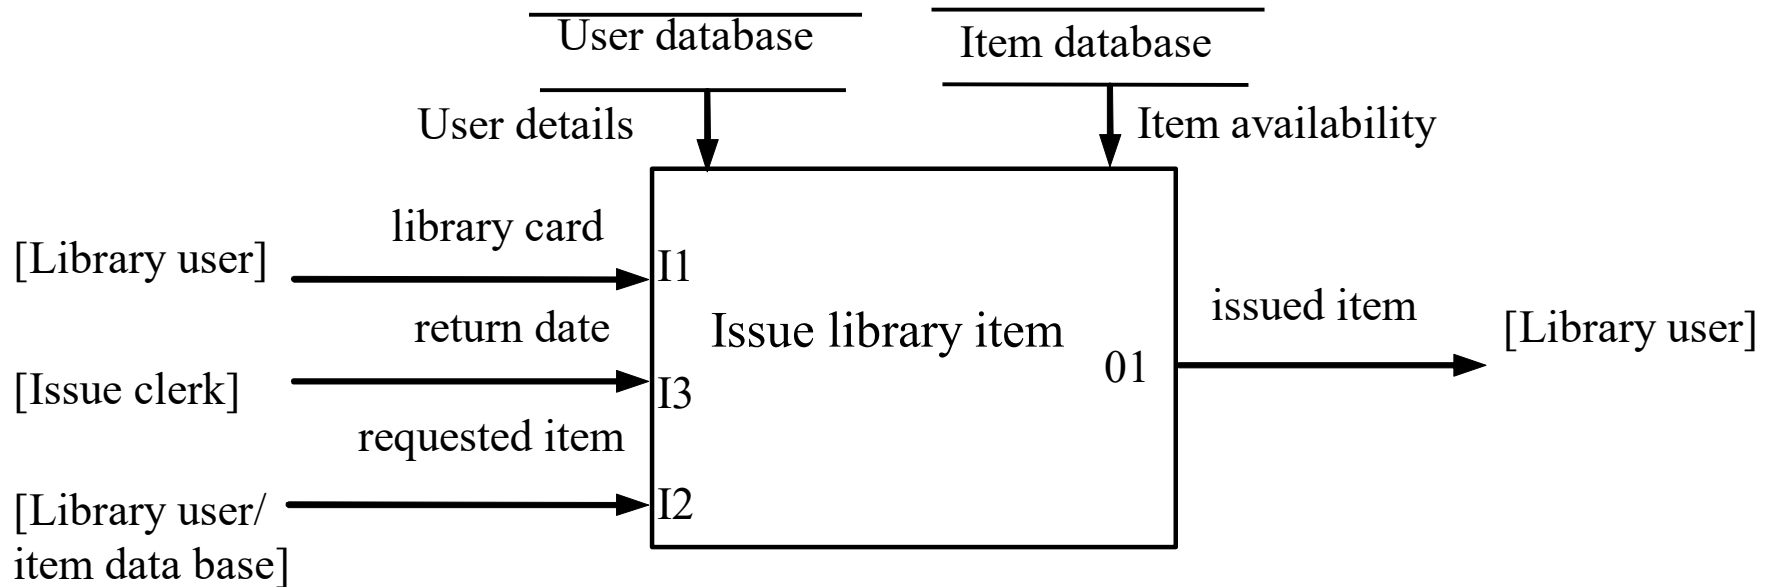 User database
Item database
User details
Item availability
library card
[Library user]
I1
return date
issued item
Issue library item
[Library user]
01
[Issue clerk]
I3
requested item
I2
[Library user/
item data base]